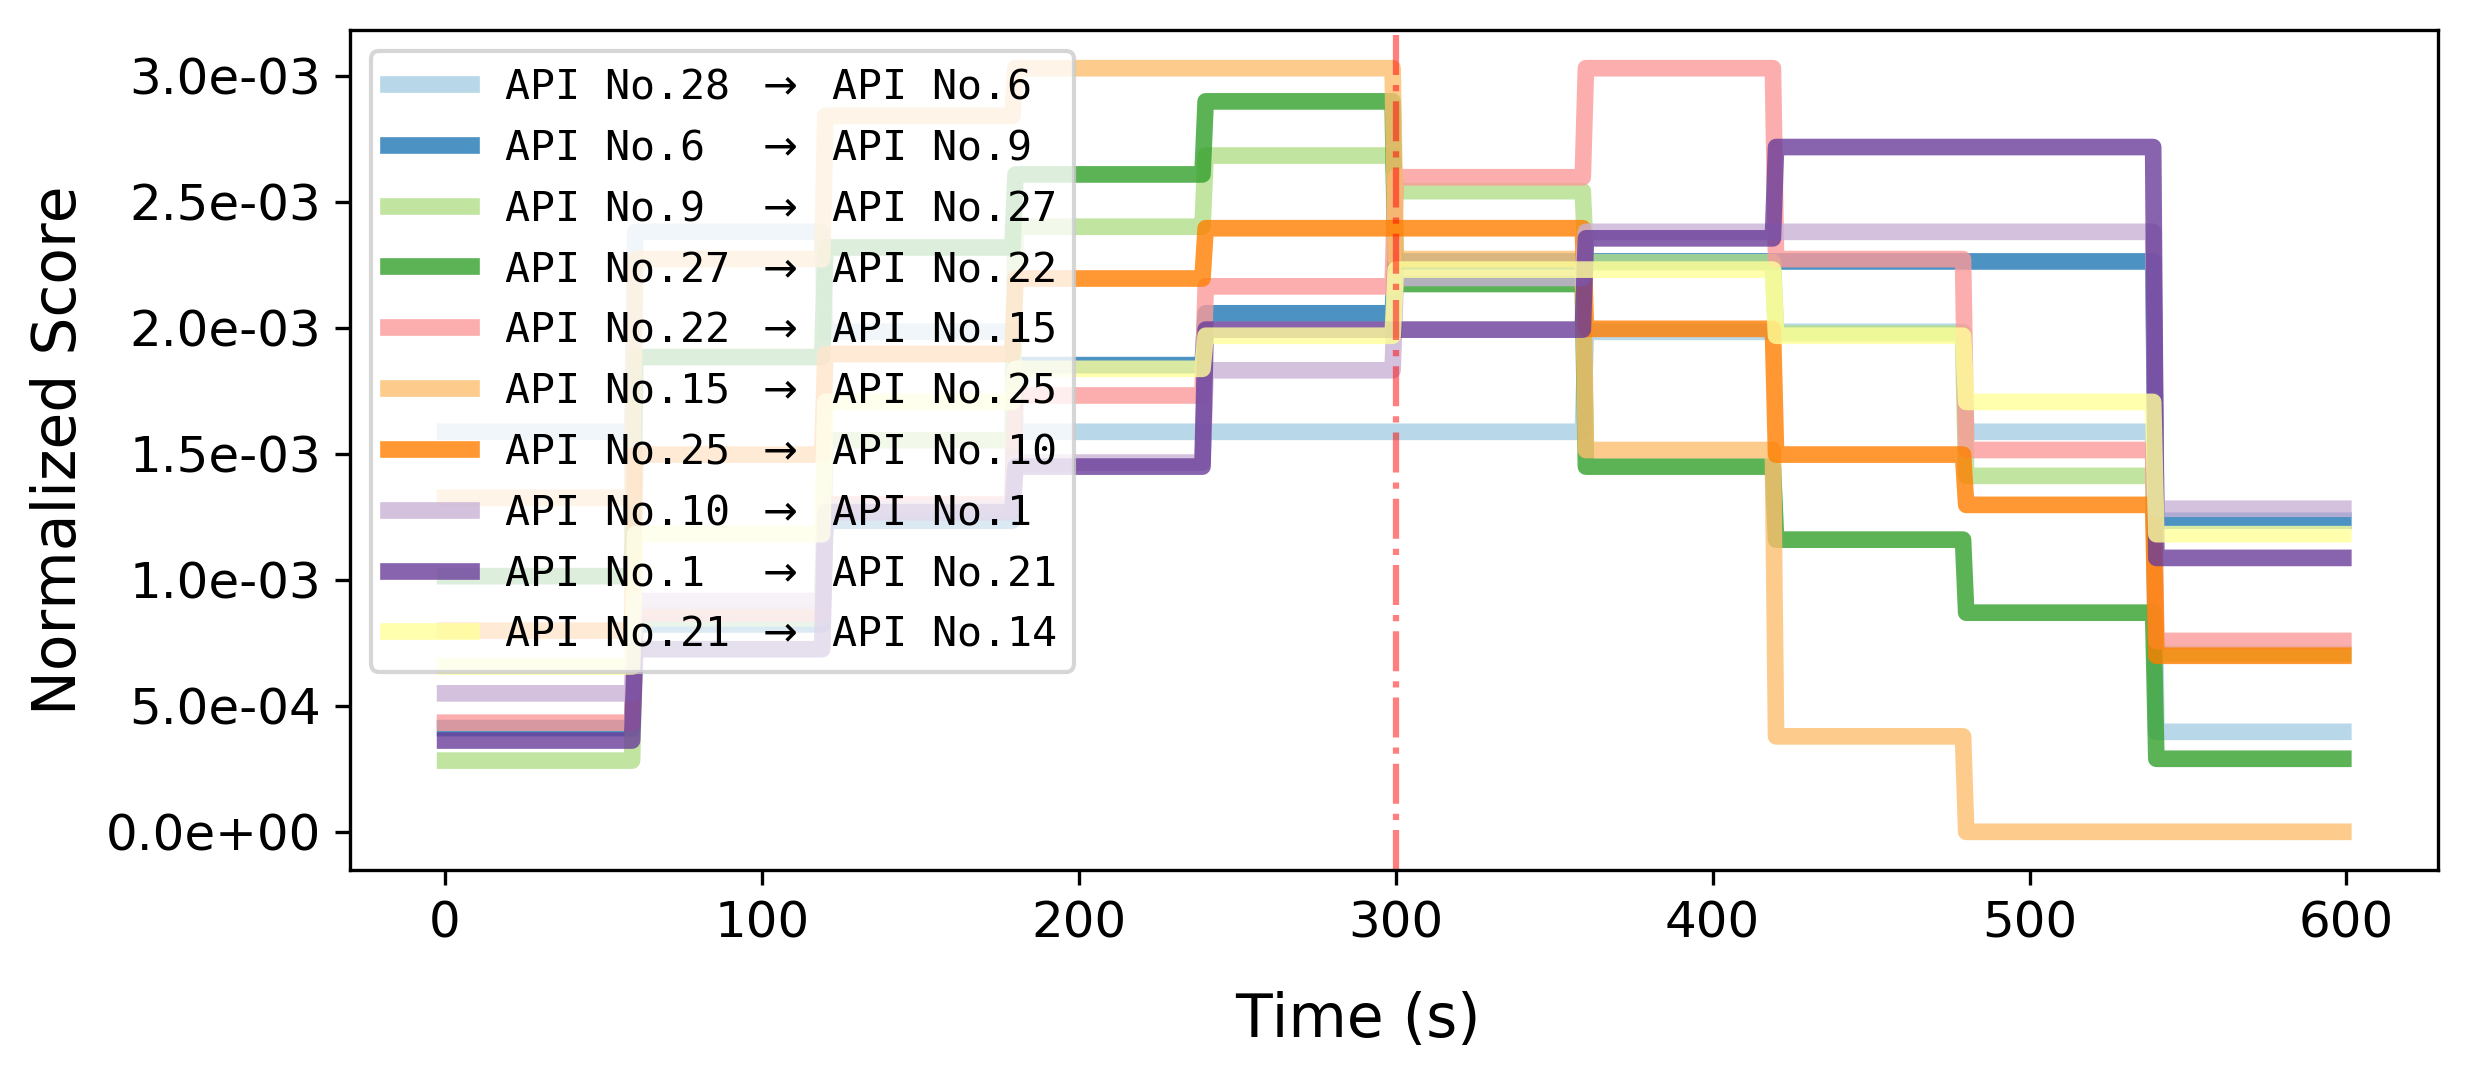 3.0e-03
2.5e-03
2.0e-03
1.5e-03
1.0e-03
5.0e-04
0.0e+00
Normalized Score
API No.28 → API No.6
API No.6 → API No.9
API No.9 → API No.27
API No.27 → API No.22
API No.22 → API No.15
API No.15 → API No.25
API No.25 → API No.10
API No.10 → API No.1
API No.1 → API No.21
API No.21 → API No.14
0 100 200 300 400 500 600
Time (s)